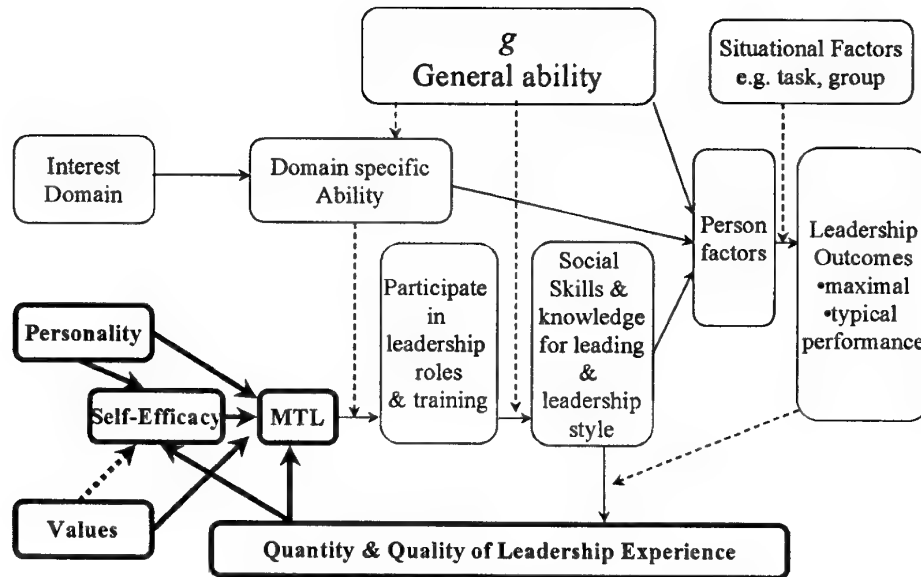 g
General ability
Situational Factors
e.g. task, group
Interest
Domain
Domain specific
Ability
Person
factors
Leadership
Outcomes
•maximal
•typical
performance
Participate
in
leadership
roles
& training
Social
Skills &
knowledge
for leading
&
leadership
style
Personality
Self-Efficacy
MTL
Values
Quantity & Quality of Leadership Experience